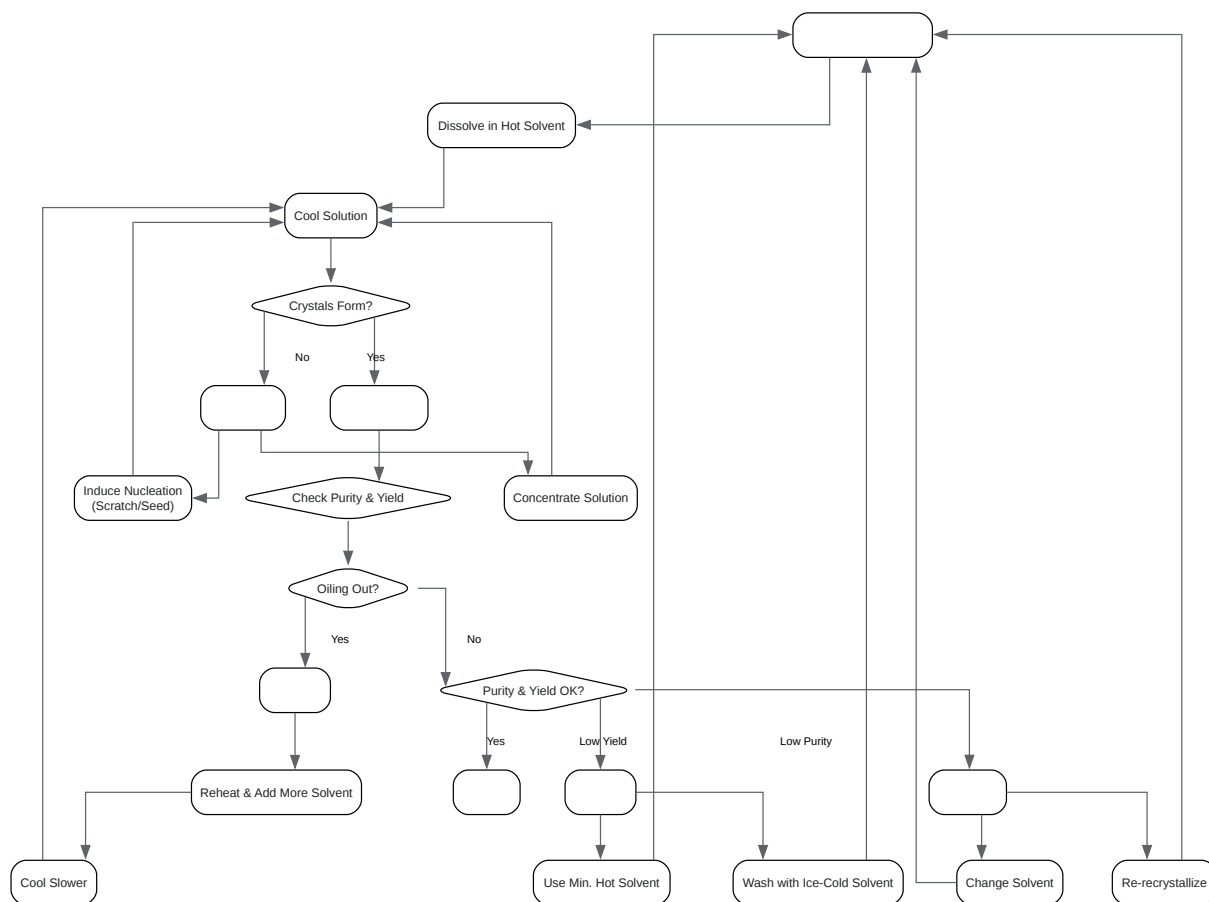 Dissolve in Hot Solvent
Cool Solution
Crystals Form?
No
Yes
Induce Nucleation
(Scratch/Seed)
Check Purity & Yield
Concentrate Solution
Oiling Out?
Yes
No
Purity & Yield OK?
Yes
Low Yield
Low Purity
Reheat & Add More Solvent
Cool Slower
Use Min. Hot Solvent
Wash with Ice-Cold Solvent
Change Solvent
Re-recrystallize